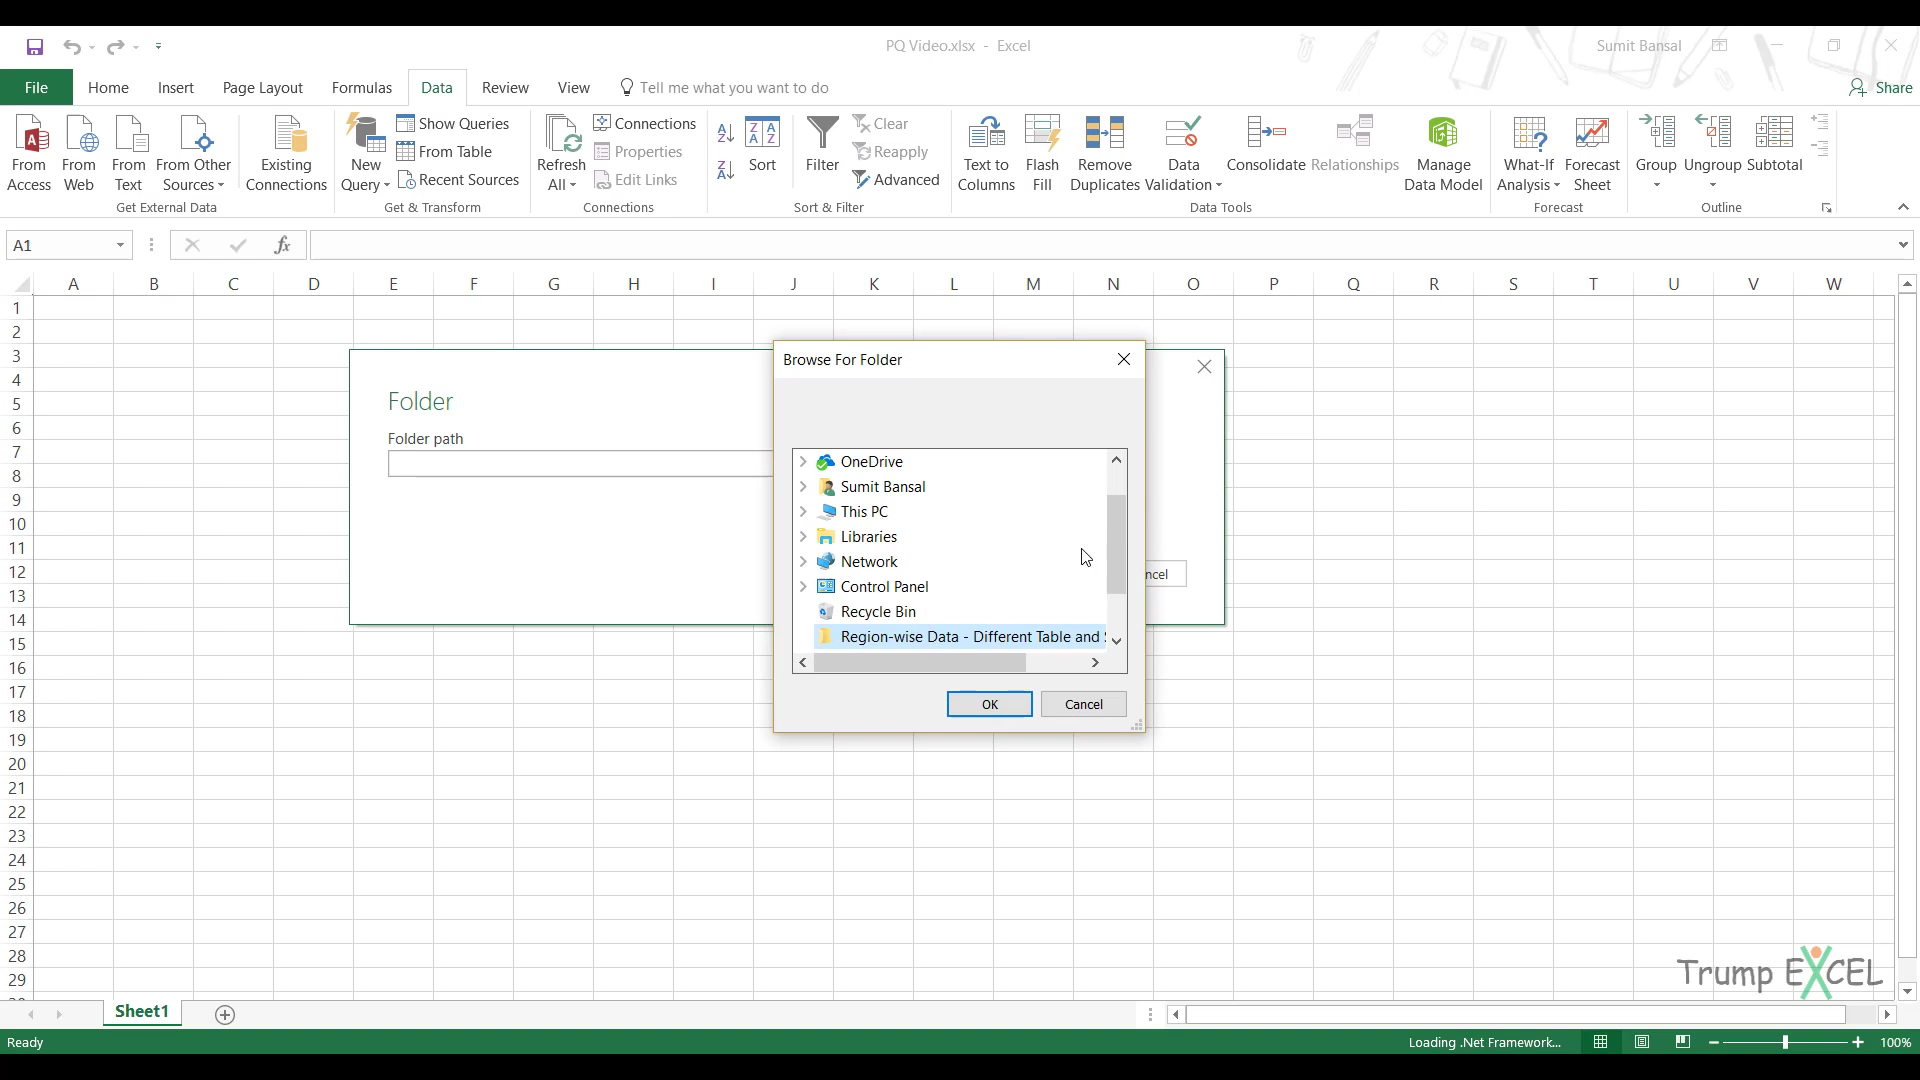 PQ Video.xlsx - Excel
Sumit Bansal
File Home Insert Page Layout Formulas Data Review View Tell me what you want to do
Share
From Access
From Web
From Text
From Other Sources
Existing Connections
Get External Data
New Query
Show Queries
From Table
Recent Sources
Get & Transform
Refresh All
Connections
Properties
Edit Links
Connections
Sort
Filter
Clear
Reapply
Advanced
Sort & Filter
Text to Columns
Flash Fill
Remove Duplicates
Data Validation
Consolidate
Relationships
Manage Data Model
Data Tools
What-If Analysis
Forecast Sheet
Forecast
Group
Ungroup
Subtotal
Outline
A1
fx
A B C D E F G H I J K L M N O P Q R S T U V W
1
2
3
4
5
6
7
8
9
10
11
12
13
14
15
16
17
18
19
20
21
22
23
24
25
26
27
28
29
Folder
Folder path
ncel
Browse For Folder
OneDrive
Sumit Bansal
This PC
Libraries
Network
Control Panel
Recycle Bin
Region-wise Data - Different Table and
OK Cancel
Trump EXCEL
Sheet1
Ready
Loading .Net Framework...
100%